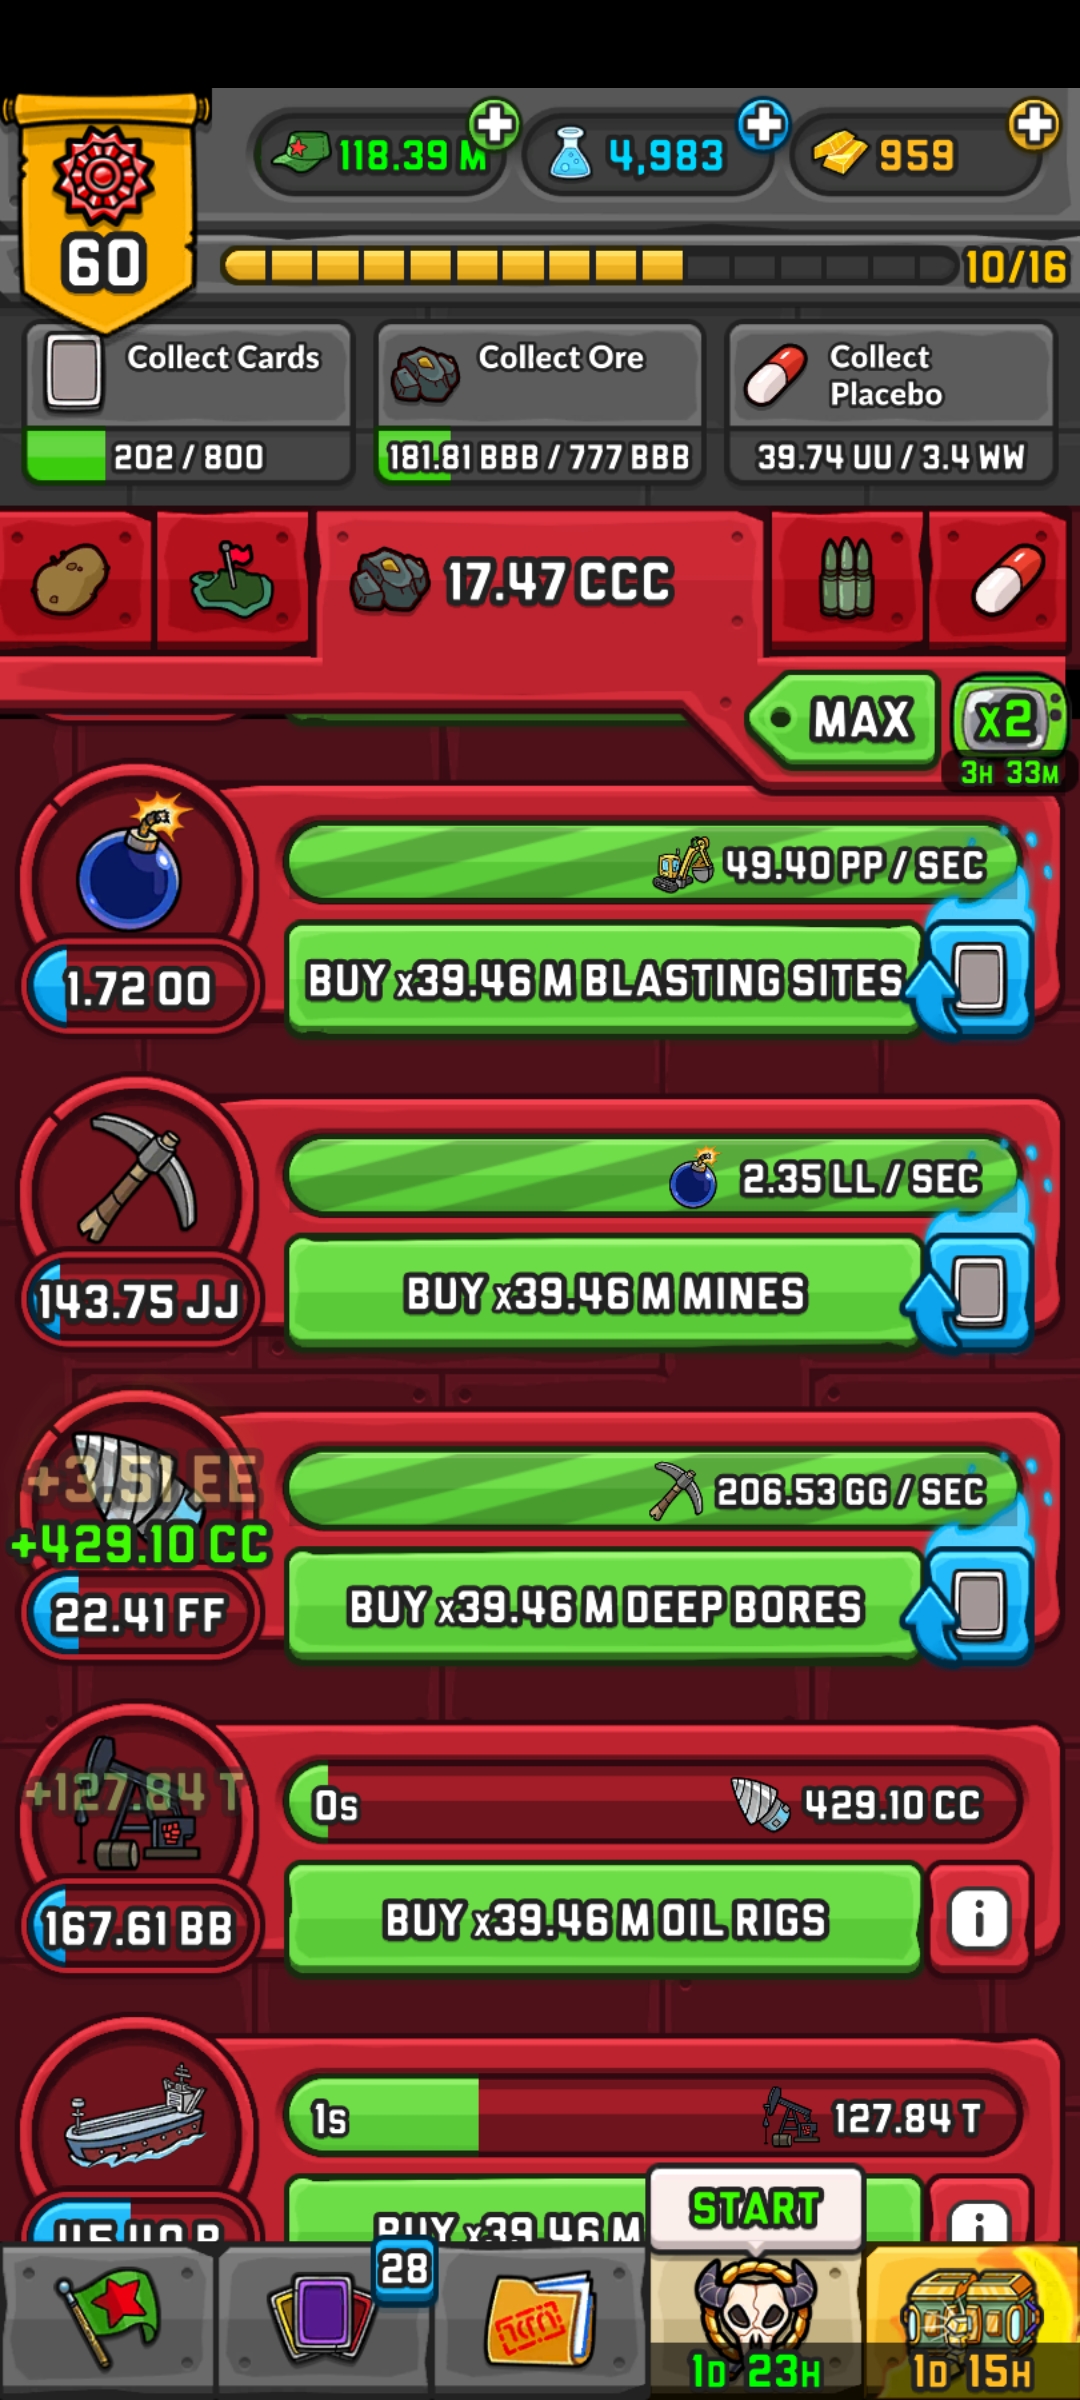 118.39 M
4,983
959
60
10/16
Collect Cards
202 / 800
Collect Ore
181.81 BBB / 777 BBB
Collect
Placebo
39.74 UU / 3.4 WW
17.47 CCC
MAX
x2
3H 33M
49.40 PP / SEC
1.72 OO
BUY x39.46 M BLASTING SITES
2.35 LL / SEC
143.75 JJ
BUY x39.46 M MINES
+3.51 EE
+429.10 CC
206.53 GG / SEC
22.41 FF
BUY x39.46 M DEEP BORES
+127.84 T
0s
429.10 CC
167.61 BB
BUY x39.46 M OIL RIGS
i
1s
127.84 T
BUY x39.46 M
i
START
28
1D 23H
1D 15H